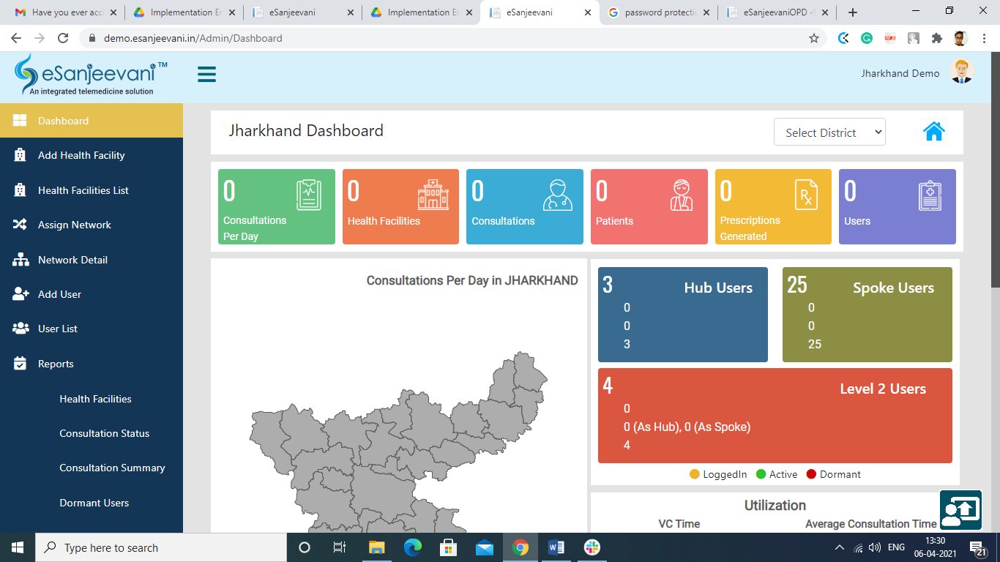 Have you ever acc
Implementation Er
eSanjeevani
Implementation Er
eSanjeevani
password protecti
eSanjeevaniOPD -
demo.esanjeevani.in/Admin/Dashboard
eSanjeevani™
An integrated telemedicine solution
Jharkhand Demo
Dashboard
Add Health Facility
Health Facilities List
Assign Network
Network Detail
Add User
User List
Reports
Health Facilities
Consultation Status
Consultation Summary
Dormant Users
Jharkhand Dashboard
Select District
0
Consultations
Per Day
0
Health Facilities
0
Consultations
0
Patients
0
Prescriptions
Generated
0
Users
Consultations Per Day in JHARKHAND
3 Hub Users
0
0
3
25 Spoke Users
0
0
25
4 Level 2 Users
0
0 (As Hub), 0 (As Spoke)
4
LoggedIn Active Dormant
Utilization
VC Time Average Consultation Time
Type here to search
ENG
13:30
06-04-2021
21